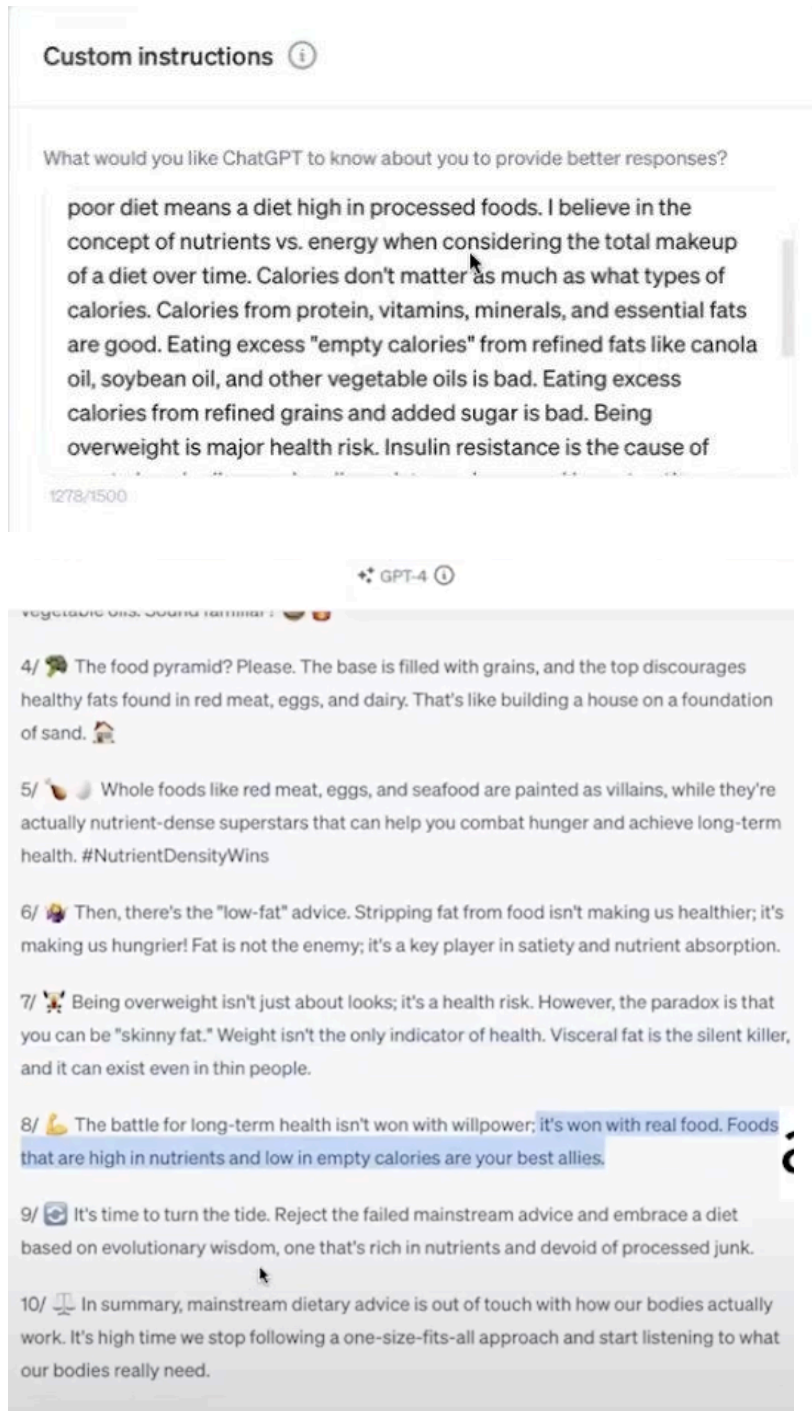 Custom instructions
What would you like ChatGPT to know about you to provide better responses?
poor diet means a diet high in processed foods. I believe in the
concept of nutrients vs. energy when considering the total makeup
of a diet over time. Calories don't matter as much as what types of
calories. Calories from protein, vitamins, minerals, and essential fats
are good. Eating excess "empty calories" from refined fats like canola
oil, soybean oil, and other vegetable oils is bad. Eating excess
calories from refined grains and added sugar is bad. Being
overweight is major health risk. Insulin resistance is the cause of
1278/1500
GPT-4
vegetable oils. Sound familiar?
4/ 🥦 The food pyramid? Please. The base is filled with grains, and the top discourages
healthy fats found in red meat, eggs, and dairy. That's like building a house on a foundation
of sand. 🏠
5/ 🍗 🥚 Whole foods like red meat, eggs, and seafood are painted as villains, while they're
actually nutrient-dense superstars that can help you combat hunger and achieve long-term
health. #NutrientDensityWins
6/ 🤷‍♀️ Then, there's the "low-fat" advice. Stripping fat from food isn't making us healthier; it's
making us hungrier! Fat is not the enemy; it's a key player in satiety and nutrient absorption.
7/ 🏋️ Being overweight isn't just about looks; it's a health risk. However, the paradox is that
you can be "skinny fat." Weight isn't the only indicator of health. Visceral fat is the silent killer,
and it can exist even in thin people.
8/ 💪 The battle for long-term health isn't won with willpower; it's won with real food. Foods
that are high in nutrients and low in empty calories are your best allies.
9/ 🔄 It's time to turn the tide. Reject the failed mainstream advice and embrace a diet
based on evolutionary wisdom, one that's rich in nutrients and devoid of processed junk.
10/ ⚖️ In summary, mainstream dietary advice is out of touch with how our bodies actually
work. It's high time we stop following a one-size-fits-all approach and start listening to what
our bodies really need.